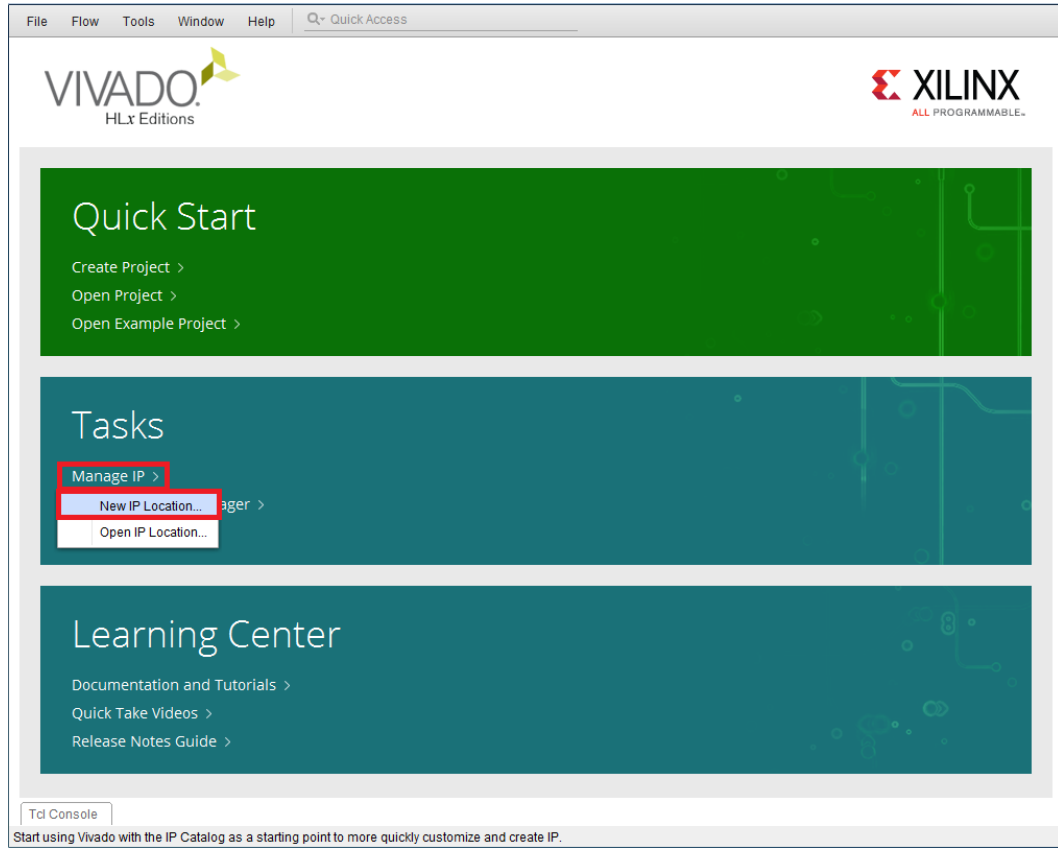 File Flow Tools Window Help Quick Access
VIVADO.
HLx Editions
XILINX
ALL PROGRAMMABLE™
Quick Start
Create Project >
Open Project >
Open Example Project >
Tasks
Manage IP >
New IP Location... ager >
Open IP Location...
Learning Center
Documentation and Tutorials >
Quick Take Videos >
Release Notes Guide >
Tcl Console
Start using Vivado with the IP Catalog as a starting point to more quickly customize and create IP.